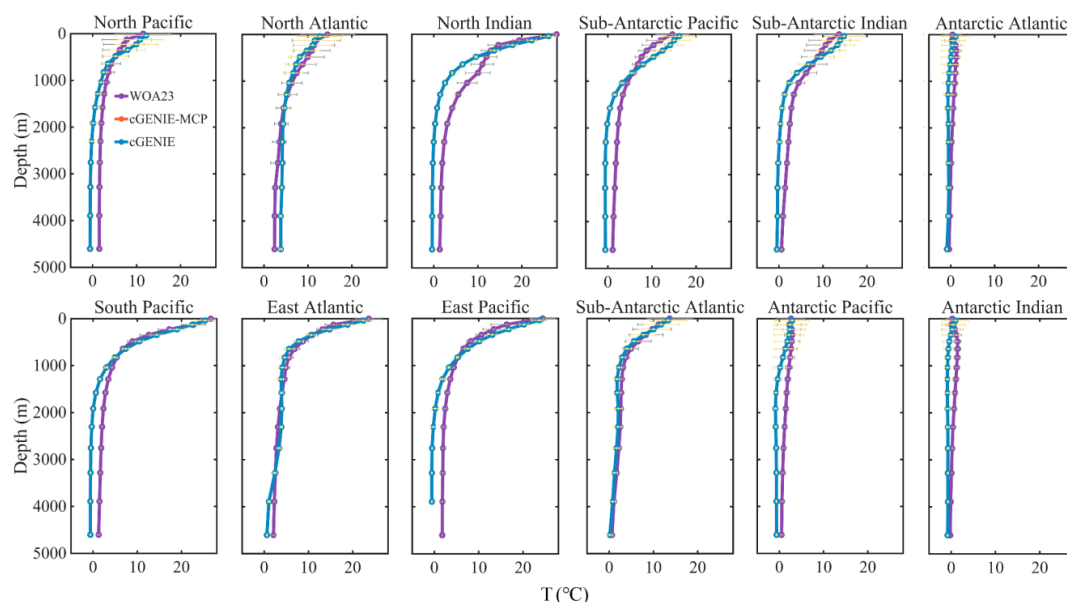 North Pacific North Atlantic North Indian Sub-Antarctic Pacific Sub-Antarctic Indian Antarctic Atlantic
0
1000
2000
3000
4000
5000
Depth (m)
WOA23
cGENIE-MCP
cGENIE
0 10 20 0 10 20 0 10 20 0 10 20 0 10 20 0 10 20
South Pacific East Atlantic East Pacific Sub-Antarctic Atlantic Antarctic Pacific Antarctic Indian
0
1000
2000
3000
4000
5000
Depth (m)
0 10 20 0 10 20 0 10 20 0 10 20 0 10 20 0 10 20
T (°C)